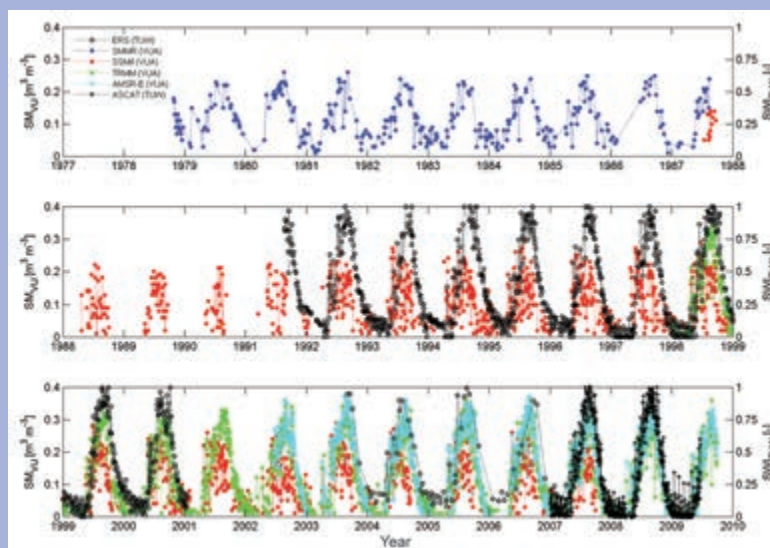 0.4
0.3
0.2
0.1
0
SM_VU [m³ m⁻³]
ERS (TUW)
SMMR (VUA)
SSM/I (VUA)
TRMM (VUA)
AMSR-E (VUA)
ASCAT (TUW)
1
0.75
0.5
0.25
0
1977 1978 1979 1980 1981 1982 1983 1984 1985 1986 1987 1988
0.4
0.3
0.2
0.1
0
SM_VU [m³ m⁻³]
1
0.75
0.5
0.25
0
1988 1989 1990 1991 1992 1993 1994 1995 1996 1997 1998 1999
0.4
0.3
0.2
0.1
0
SM_VU [m³ m⁻³]
1
0.75
0.5
0.25
0
1999 2000 2001 2002 2003 2004 2005 2006 2007 2008 2009 2010
Year